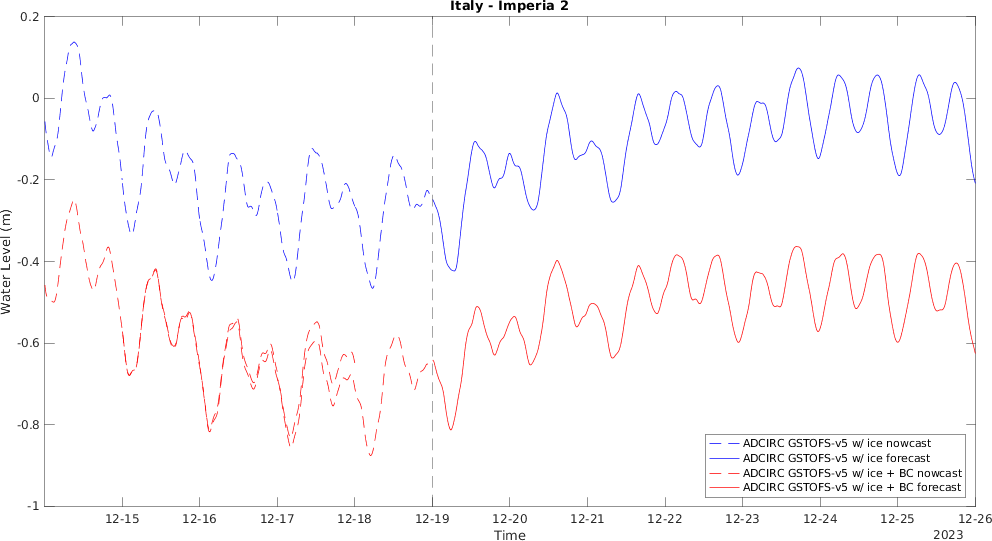 Italy - Imperia 2
0.2
0
-0.2
-0.4
-0.6
-0.8
-1
Water Level (m)
ADCIRC GSTOFS-v5 w/ ice nowcast
ADCIRC GSTOFS-v5 w/ ice forecast
ADCIRC GSTOFS-v5 w/ ice + BC nowcast
ADCIRC GSTOFS-v5 w/ ice + BC forecast
12-15 12-16 12-17 12-18 12-19 12-20 12-21 12-22 12-23 12-24 12-25 12-26
Time
2023